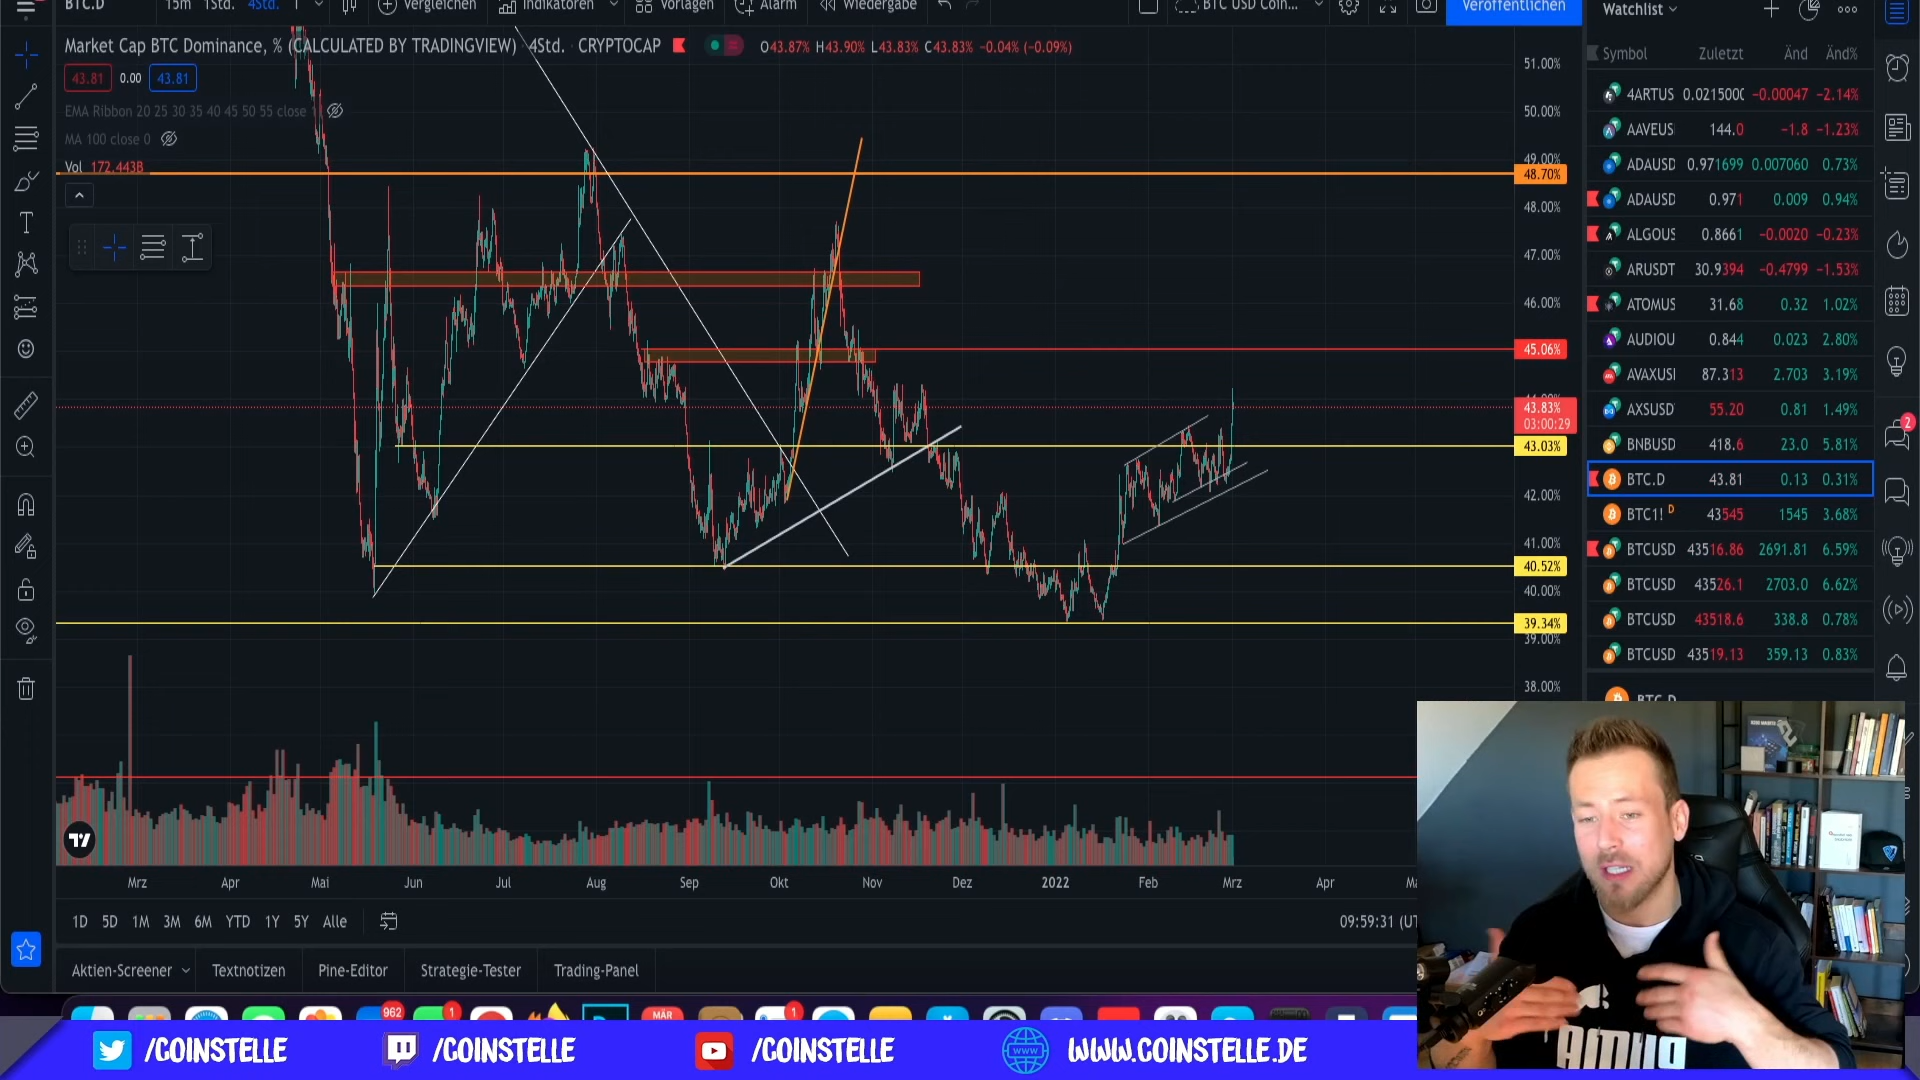 BTC.D 15m 1Std. 4Std. Vergleichen Indikatoren Vorlagen Alarm Wiedergabe BTC USD Coin... Veröffentlichen
Watchlist
Market Cap BTC Dominance, % (CALCULATED BY TRADINGVIEW) 4Std. CRYPTOCAP O43.87% H43.90% L43.83% C43.83% −0.04% (−0.09%)
43.81 0.00 43.81
EMA Ribbon 20 25 30 35 40 45 50 55 close
MA 100 close 0
Vol 172.443B
51.00%
50.00%
49.00%
48.70%
48.00%
47.00%
46.00%
45.06%
43.83%
03:00:29
43.03%
42.00%
41.00%
40.52%
40.00%
39.34%
39.00%
38.00%
Symbol Zuletzt Änd Änd%
4ARTUS 0.021500 −0.00047 −2.14%
AAVEUS 144.0 −1.8 −1.23%
ADAUSD 0.971699 0.007060 0.73%
ADAUSD 0.971 0.009 0.94%
ALGOUS 0.8661 −0.0020 −0.23%
ARUSDT 30.9394 −0.4799 −1.53%
ATOMUS 31.68 0.32 1.02%
AUDIOU 0.844 0.023 2.80%
AVAXUSI 87.313 2.703 3.19%
AXSUSD 55.20 0.81 1.49%
BNBUSD 418.6 23.0 5.81%
BTC.D 43.81 0.13 0.31%
BTC1! D 43545 1545 3.68%
BTCUSD 43516.86 2691.81 6.59%
BTCUSD 43526.1 2703.0 6.62%
BTCUSD 43518.6 338.8 0.78%
BTCUSD 43519.13 359.13 0.83%
BTC.D
2
Mrz Apr Mai Jun Jul Aug Sep Okt Nov Dez 2022 Feb Mrz Apr
1D 5D 1M 3M 6M YTD 1Y 5Y Alle
09:59:31 (UT
Aktien-Screener Textnotizen Pine-Editor Strategie-Tester Trading-Panel
962 1 MÄR 1
/COINSTELLE /COINSTELLE /COINSTELLE WWW.COINSTELLE.DE